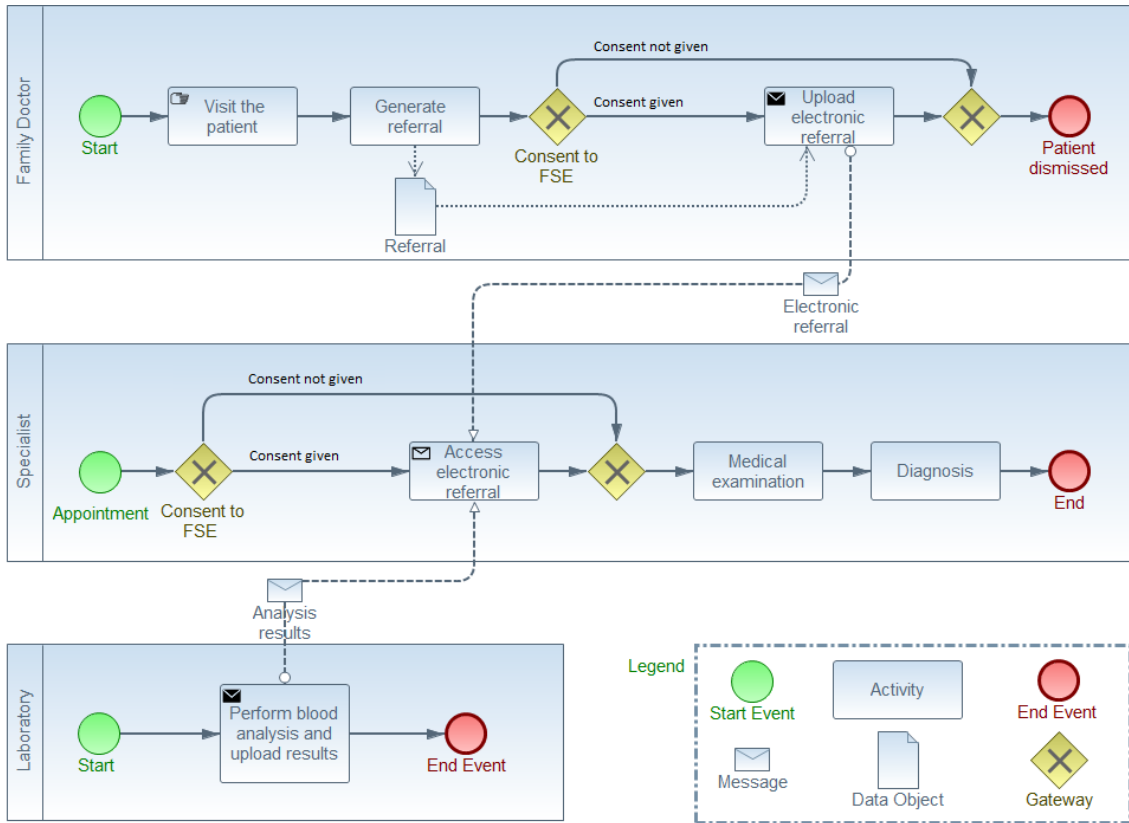 Family Doctor
Consent not given
Start
Visit the
patient
Generate
referral
Consent given
Consent to
FSE
Upload
electronic
referral
Patient
dismissed
Referral
Electronic
referral
Specialist
Consent not given
Appointment
Consent given
Consent to
FSE
Access
electronic
referral
Medical
examination
Diagnosis
End
Analysis
results
Laboratory
Start
Perform blood
analysis and
upload results
End Event
Legend
Start Event
Activity
End Event
Message
Data Object
Gateway